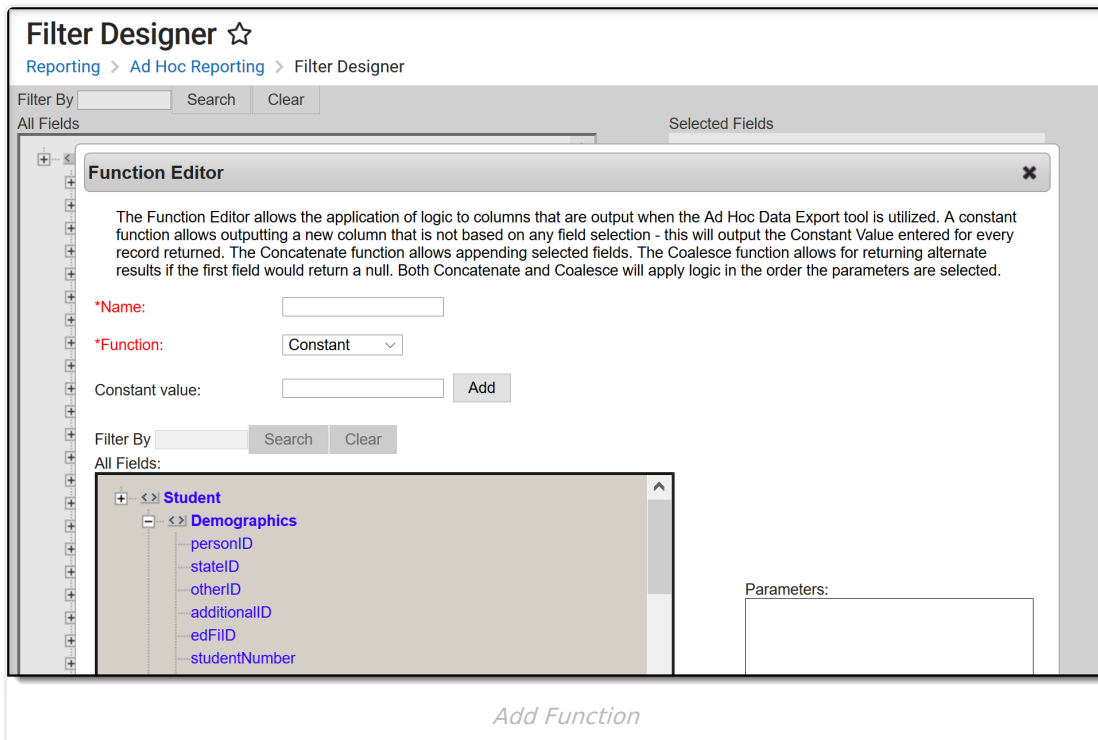 Filter Designer
Reporting > Ad Hoc Reporting > Filter Designer
Filter By Search Clear
All Fields Selected Fields
Function Editor
The Function Editor allows the application of logic to columns that are output when the Ad Hoc Data Export tool is utilized. A constant
function allows outputting a new column that is not based on any field selection - this will output the Constant Value entered for every
record returned. The Concatenate function allows appending selected fields. The Coalesce function allows for returning alternate
results if the first field would return a null. Both Concatenate and Coalesce will apply logic in the order the parameters are selected.
*Name:
*Function: Constant
Constant value: Add
Filter By Search Clear
All Fields:
Student
Demographics
personID
stateID
otherID
additionalID
edFiID
studentNumber
Parameters:
Add Function